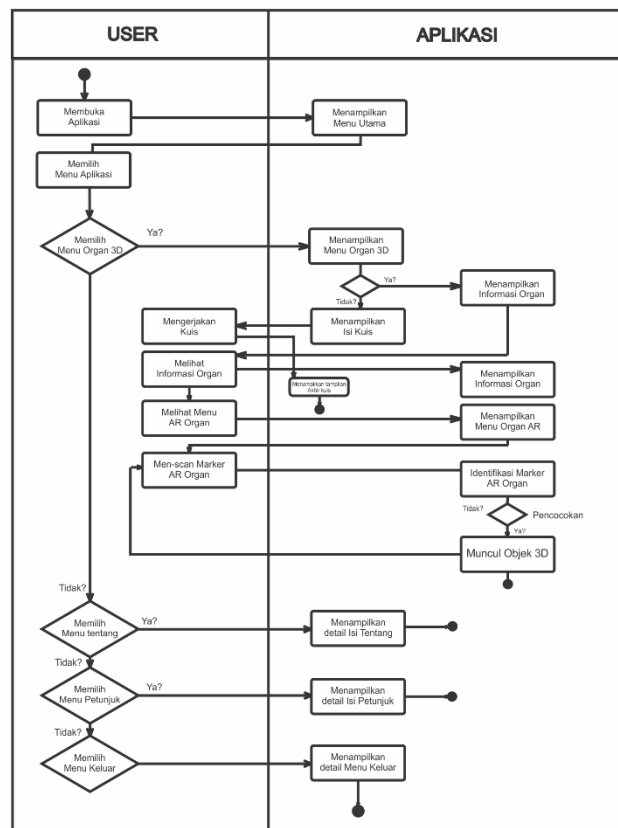 USER
APLIKASI
Membuka
Aplikasi
Menampilkan
Menu Utama
Memilih
Menu Aplikasi
Memilih
Menu Organ 3D
Ya?
Menampilkan
Menu Organ 3D
Ya?
Menampilkan
Informasi Organ
Tidak?
Mengerjakan
Kuis
Menampilkan
Isi Kuis
Melihat
Informasi Organ
Menampilkan
Informasi Organ
Menampilkan tampilan
Akhir Kuis
Melihat Menu
AR Organ
Menampilkan
Menu Organ AR
Men-scan Marker
AR Organ
Identifikasi Marker
AR Organ
Tidak?
Pencocokan
Ya?
Muncul Objek 3D
Tidak?
Memilih
Menu tentang
Ya?
Menampilkan
detail Isi Tentang
Tidak?
Memilih
Menu Petunjuk
Ya?
Menampilkan
detail Isi Petunjuk
Tidak?
Memilih
Menu Keluar
Menampilkan
detail Menu Keluar